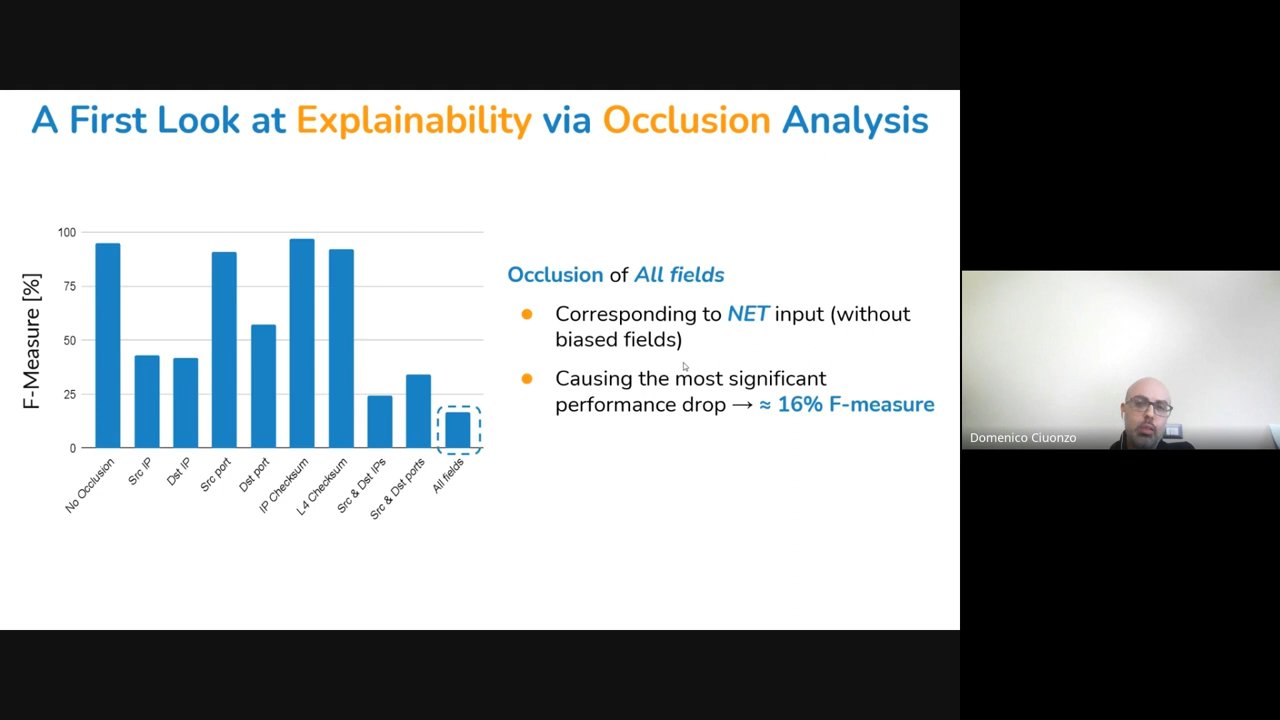 A First Look at Explainability via Occlusion Analysis
F-Measure [%]
100
75
50
25
0
No Occlusion
Src IP
Dst IP
Src port
Dst port
IP Checksum
L4 Checksum
Src & Dst IPs
Src & Dst ports
All fields
Occlusion of All fields
Corresponding to NET input (without
biased fields)
Causing the most significant
performance drop → ≈ 16% F-measure
Domenico Ciuonzo